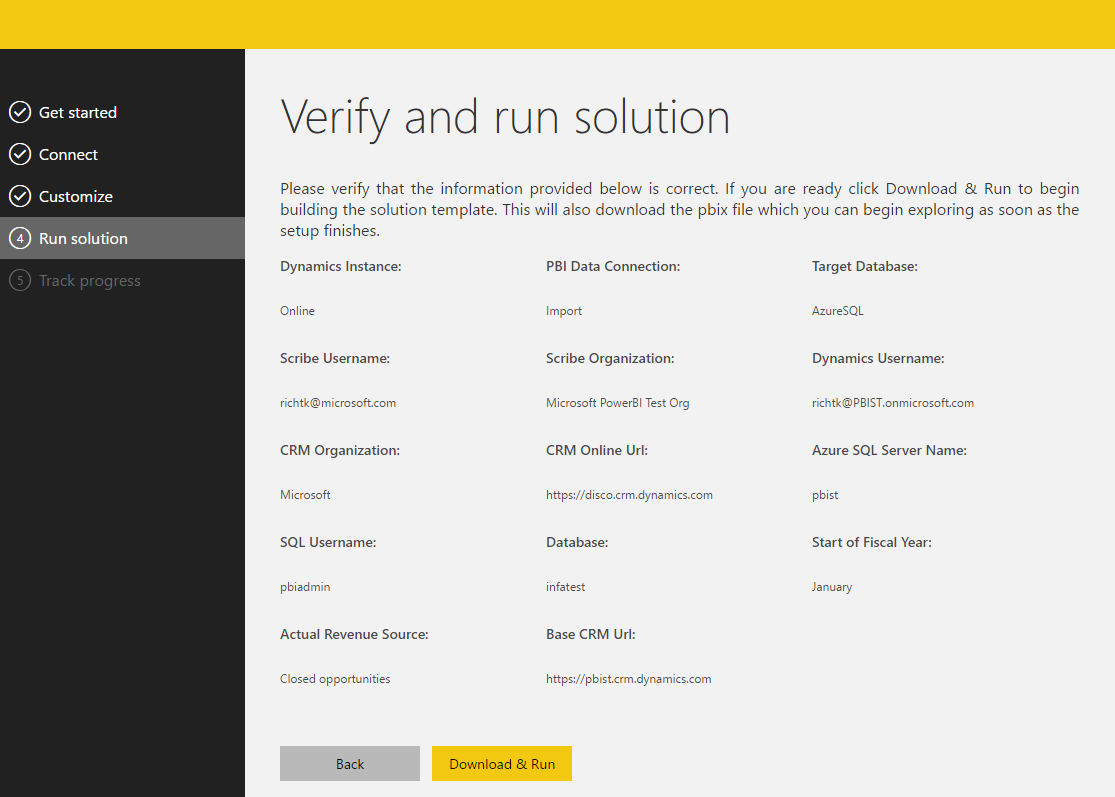 Get started
Connect
Customize
4 Run solution
5 Track progress
Verify and run solution
Please verify that the information provided below is correct. If you are ready click Download & Run to begin
building the solution template. This will also download the pbix file which you can begin exploring as soon as the
setup finishes.
Dynamics Instance: PBI Data Connection: Target Database:
Online Import AzureSQL
Scribe Username: Scribe Organization: Dynamics Username:
richtk@microsoft.com Microsoft PowerBI Test Org richtk@PBIST.onmicrosoft.com
CRM Organization: CRM Online Url: Azure SQL Server Name:
Microsoft https://disco.crm.dynamics.com pbist
SQL Username: Database: Start of Fiscal Year:
pbiadmin infatest January
Actual Revenue Source: Base CRM Url:
Closed opportunities https://pbist.crm.dynamics.com
Back Download & Run